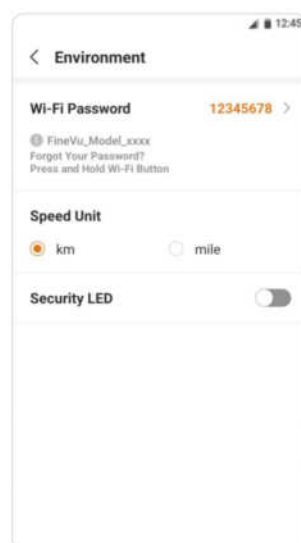 12:45
Environment
Wi-Fi Password 12345678
FineVu_Model_xxxx
Forgot Your Password?
Press and Hold Wi-Fi Button
Speed Unit
km mile
Security LED